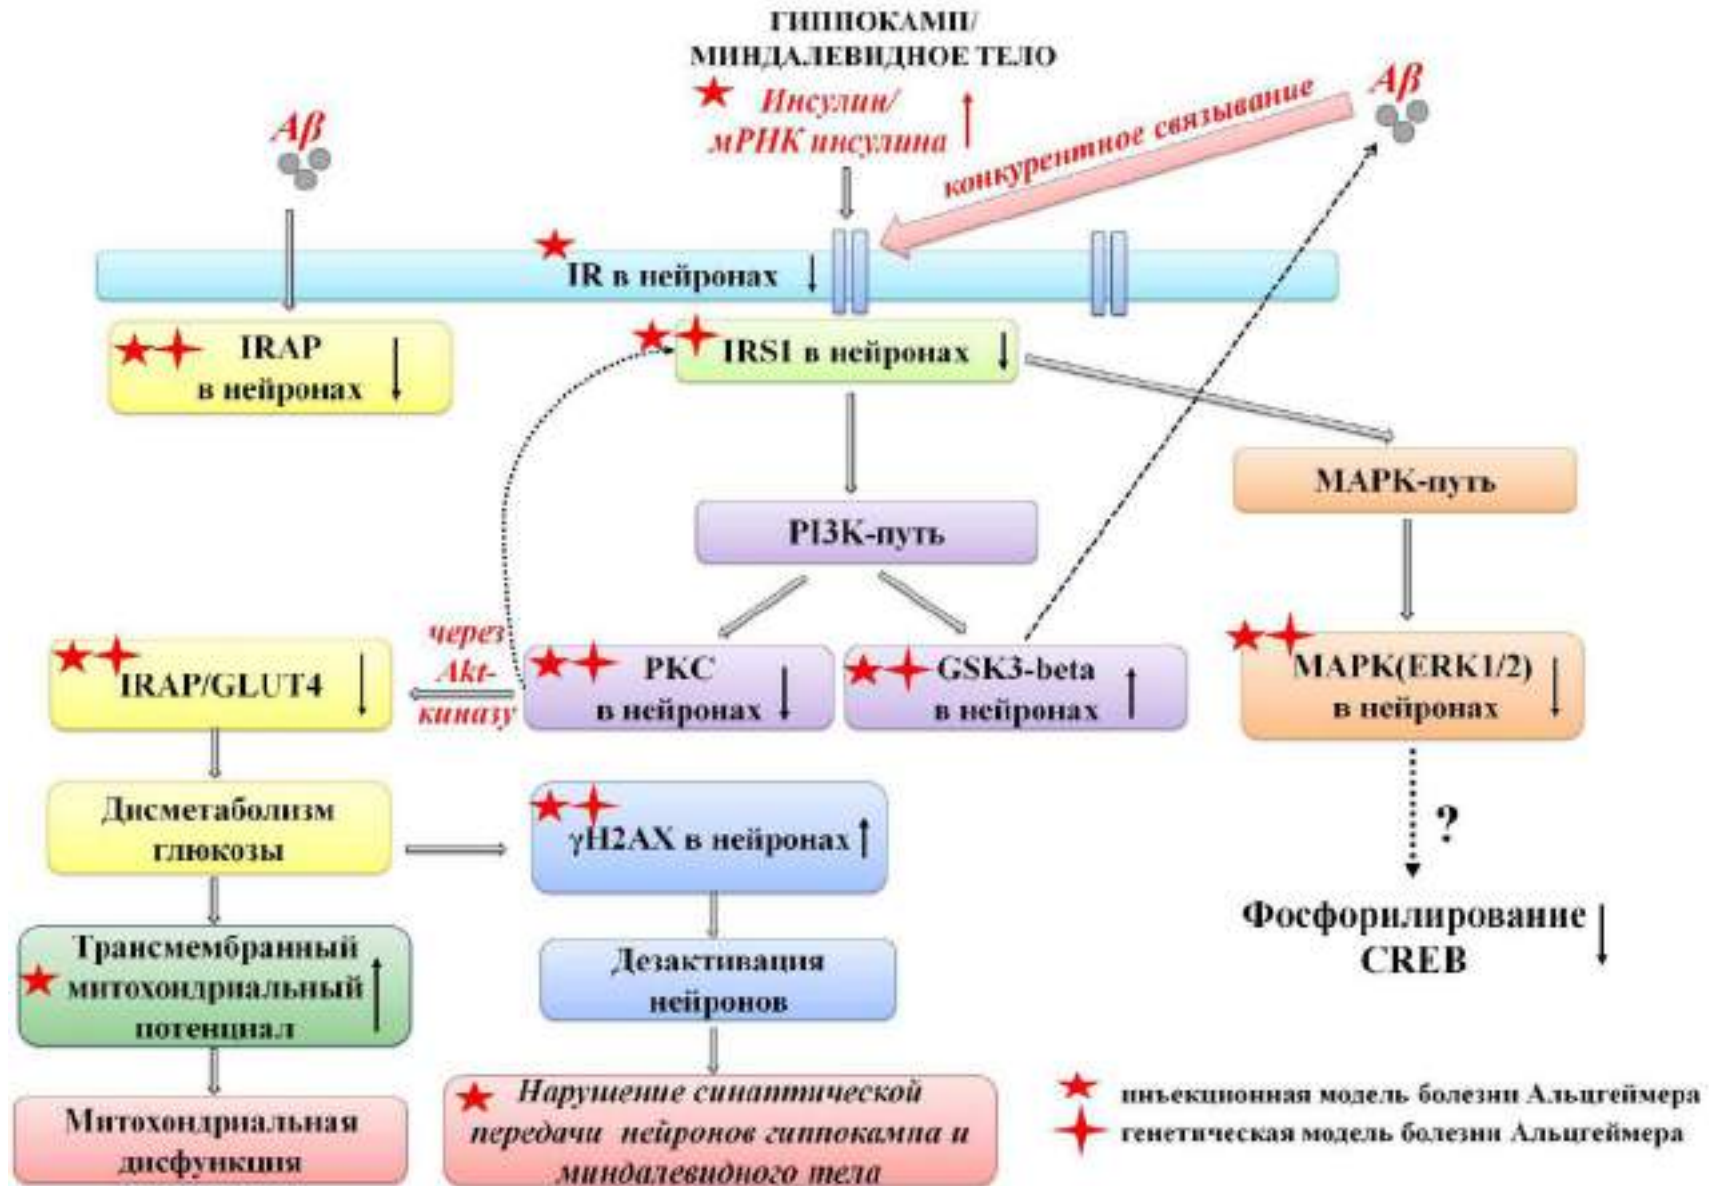 ГИППОКАМП/
МИНДАЛЕВИДНОЕ ТЕЛО
Инсулин/
мРНК инсулина
Aβ
конкурентное связывание
Aβ
IR в нейронах
IRAP
в нейронах
IRS1 в нейронах
MAPK-путь
PI3K-путь
через
Akt-
киназу
IRAP/GLUT4
PKC
в нейронах
GSK3-beta
в нейронах
MAPK(ERK1/2)
в нейронах
Дисметаболизм
глюкозы
γH2AX в нейронах
?
Фосфорилирование
CREB
Трансмембранный
митохондриальный
потенциал
Дезактивация
нейронов
Митохондриальная
дисфункция
Нарушение синаптической
передачи нейронов гиппокампа и
миндалевидного тела
инъекционная модель болезни Альцгеймера
генетическая модель болезни Альцгеймера